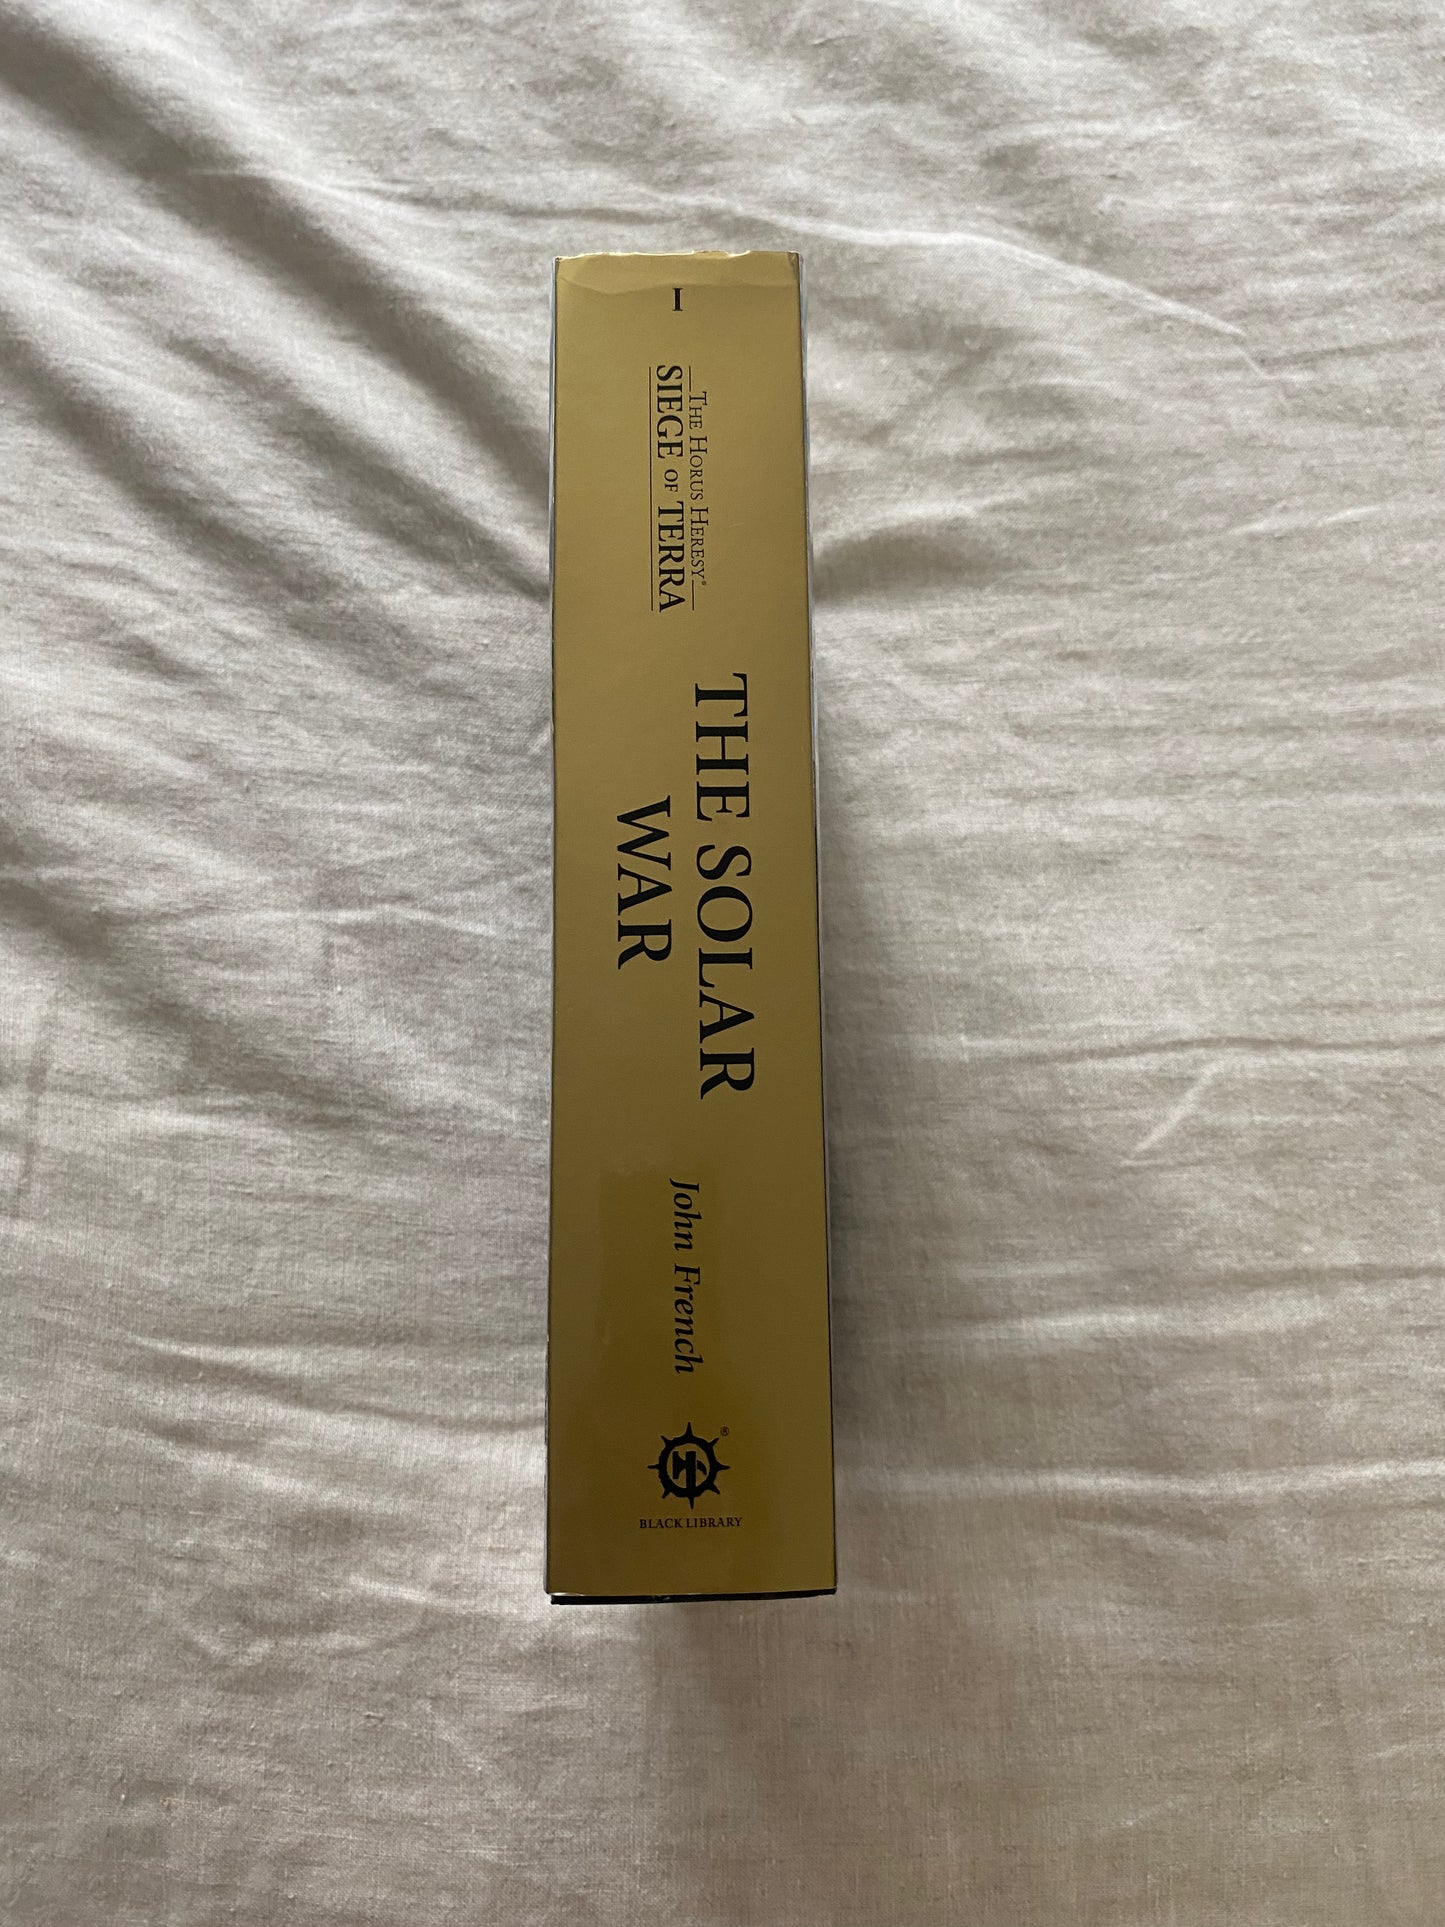 I
THE HORUS HERESY®
SIEGE OF TERRA
THE SOLAR
WAR
John French
®
BLACK LIBRARY